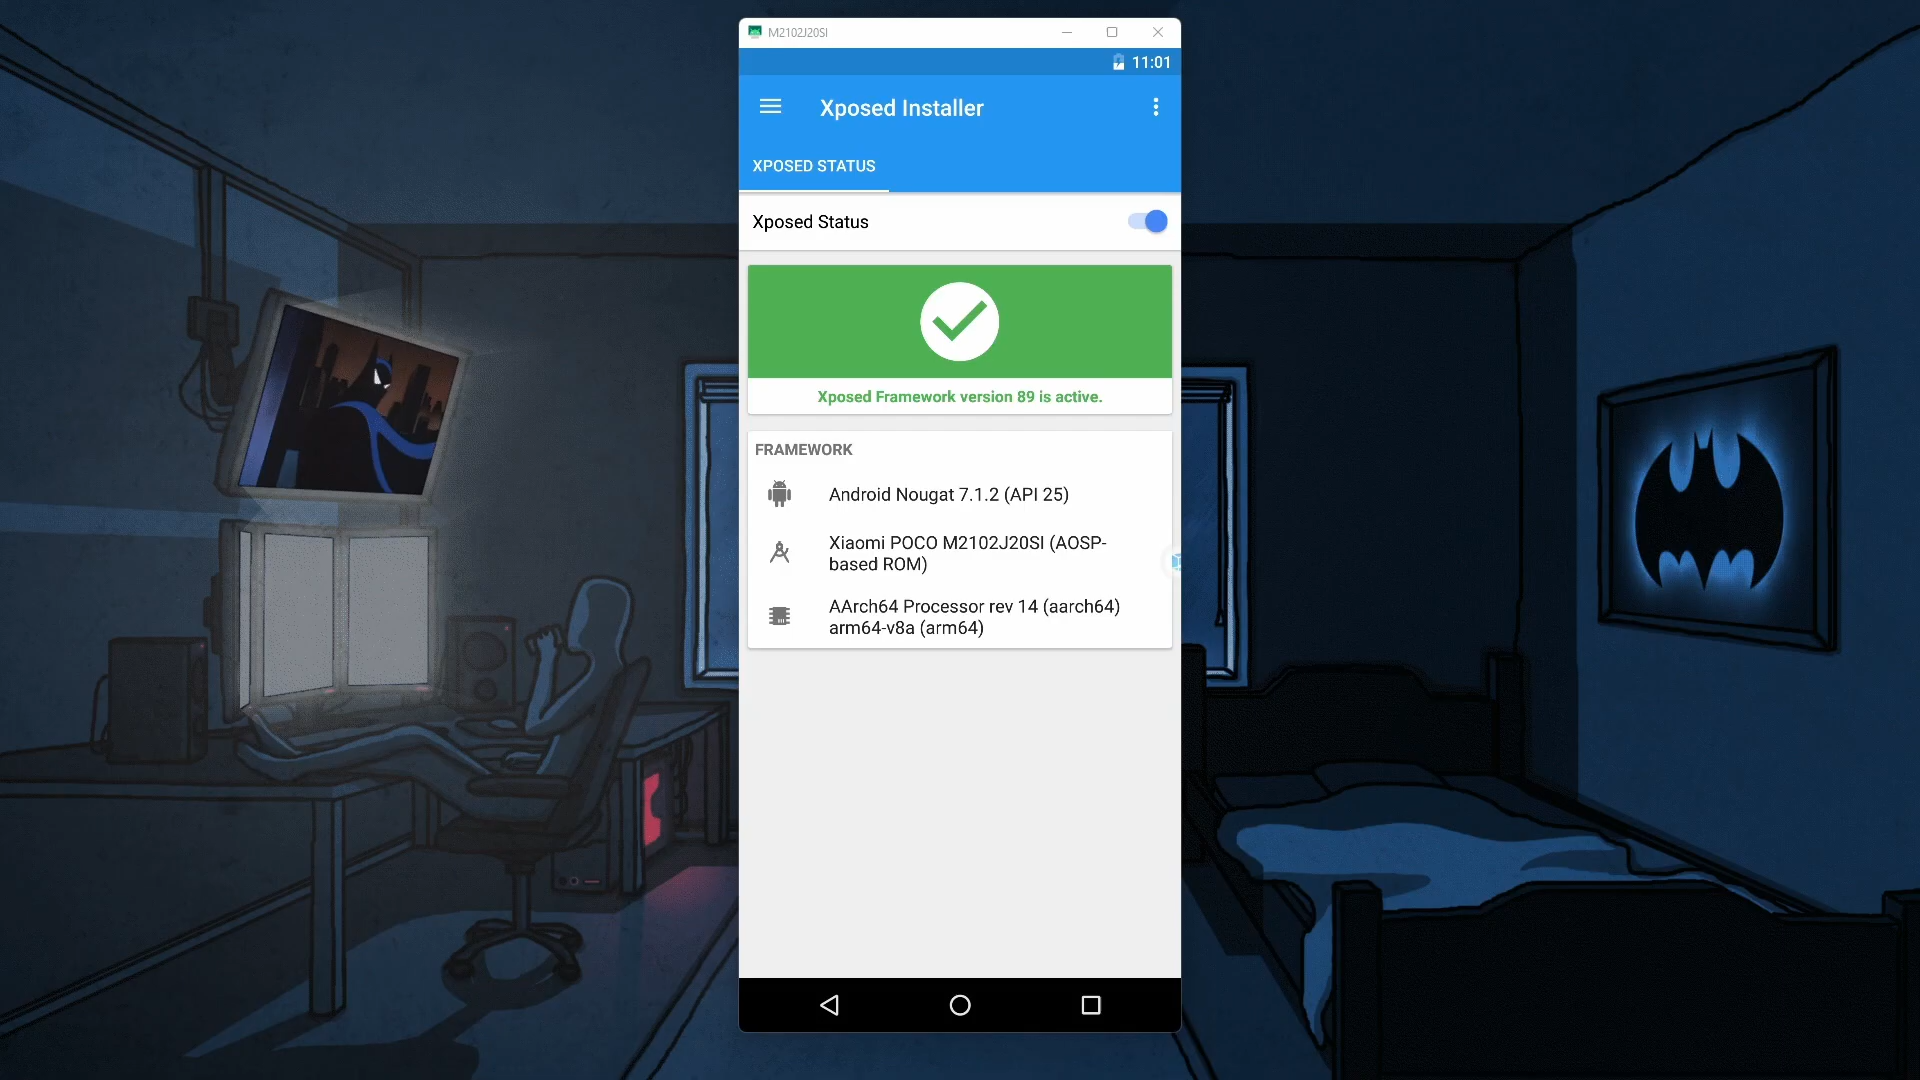 M2102J20SI
11:01
Xposed Installer
XPOSED STATUS
Xposed Status
Xposed Framework version 89 is active.
FRAMEWORK
Android Nougat 7.1.2 (API 25)
Xiaomi POCO M2102J20SI (AOSP-
based ROM)
AArch64 Processor rev 14 (aarch64)
arm64-v8a (arm64)